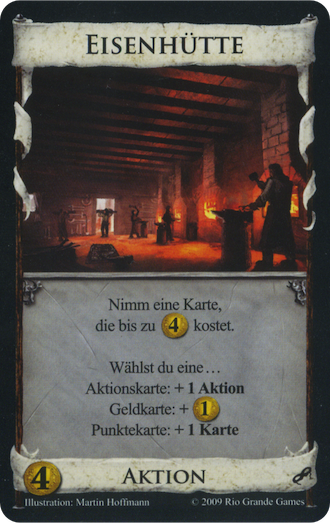 EISENHÜTTE
Nimm eine Karte,
die bis zu 4 kostet.
Wählst du eine...
Aktionskarte: + 1 Aktion
Geldkarte: + 1
Punktekarte: + 1 Karte
4 AKTION
Illustration: Martin Hoffmann © 2009 Rio Grande Games